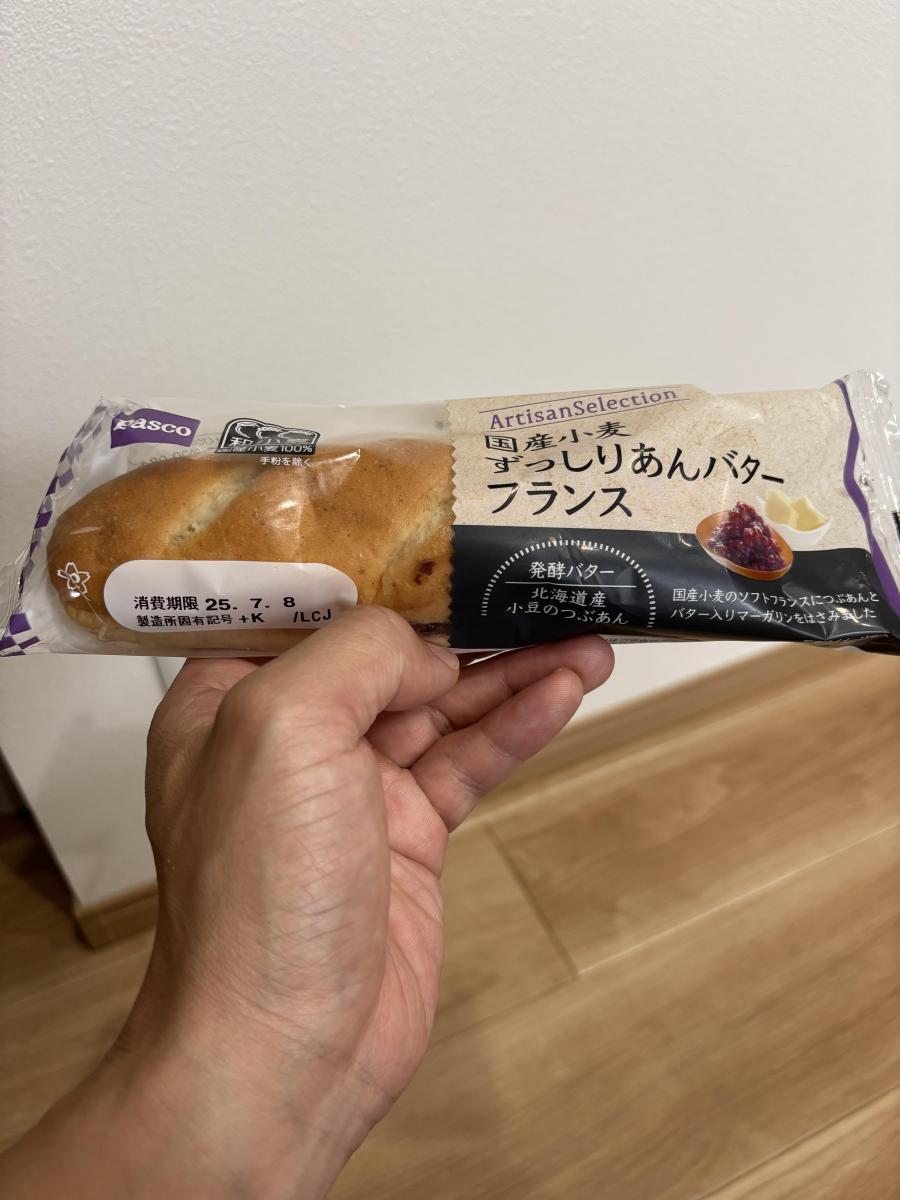 Pasco
和小麦
国産小麦100%
手粉を除く
消費期限 25. 7. 8
製造所固有記号 +K /LCJ
ArtisanSelection
国産小麦
ずっしりあんバター
フランス
発酵バター
北海道産
小豆のつぶあん
国産小麦のソフトフランスにつぶあんと
バター入りマーガリンをはさみました